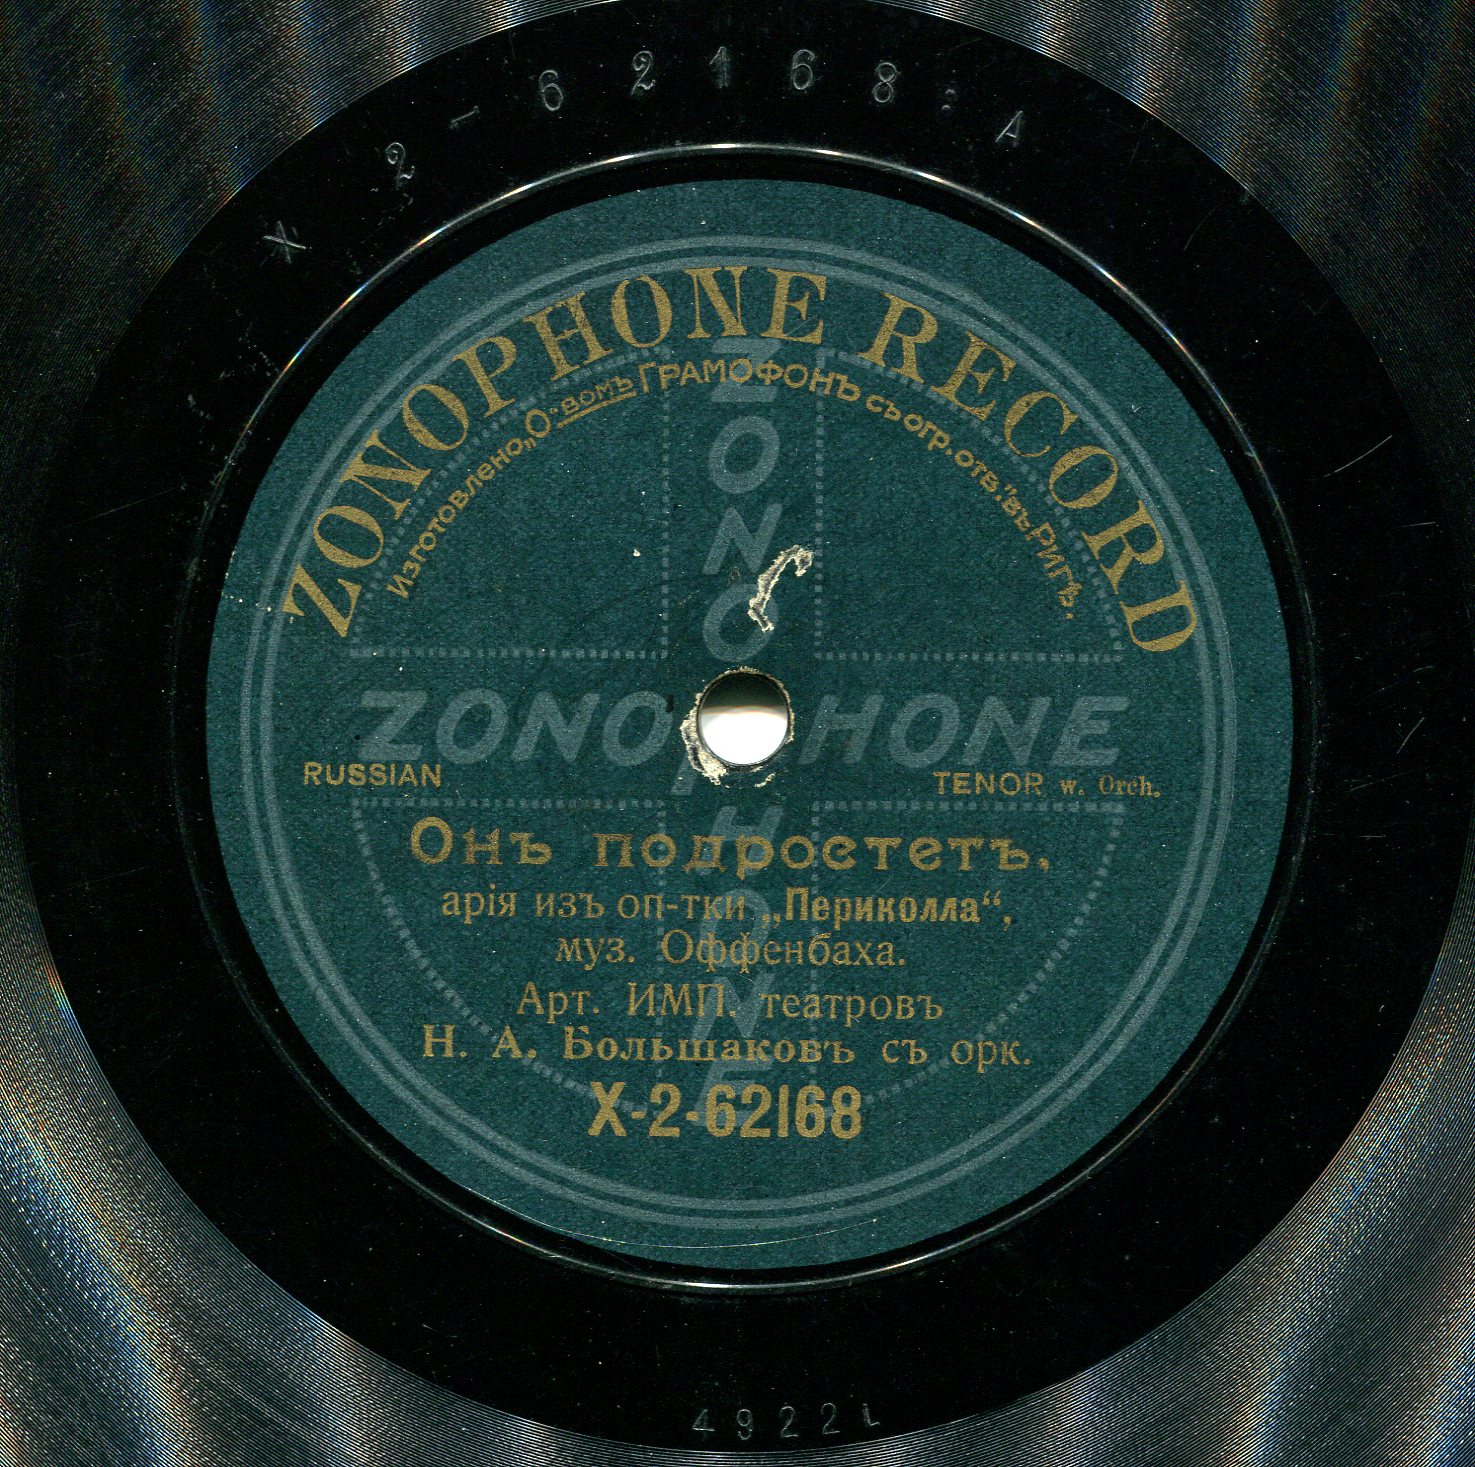 X 2-62168:A
ZONOPHONE RECORD
Изготовлено „О-вомъ Грамофонъ съ огр. отв." въ Ригѣ.
ZONOPHONE
ZONOPHONE
RUSSIAN
TENOR w. Orch.
Онъ подростетъ,
арія изъ оп-тки „Периколла“,
муз. Оффенбаха.
Арт. ИМП. театровъ
Н. А. Большаковъ съ орк.
X-2-62168
4922L